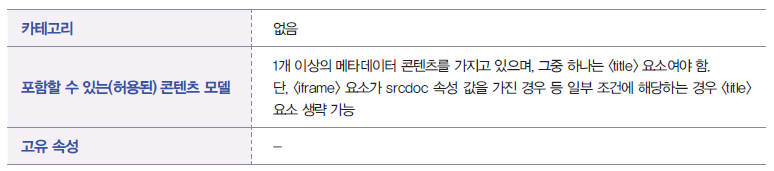 카테고리
없음
포함할 수 있는(허용된) 콘텐츠 모델
1개 이상의 메타데이터 콘텐츠를 가지고 있으며, 그중 하나는 <title> 요소여야 함.
단, <iframe> 요소가 srcdoc 속성 값을 가진 경우 등 일부 조건에 해당하는 경우 <title>
요소 생략 가능
고유 속성
–